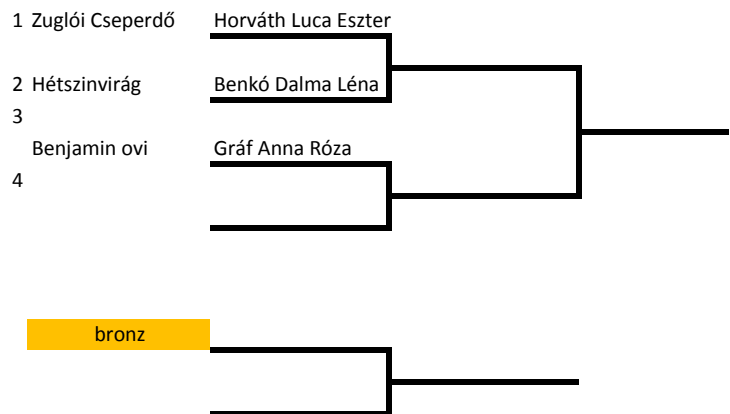 1 Zuglói Cseperdő Horváth Luca Eszter
2 Hétszinvirág Benkó Dalma Léna
3
Benjamin ovi Gráf Anna Róza
4
bronz